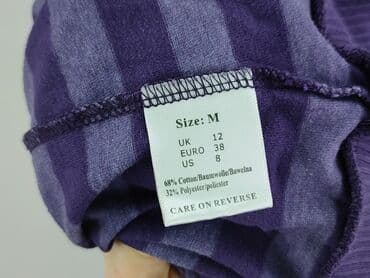 Size: M
UK 12
EURO 38
US 8
68% Cotton/Baumwolle/Bawelna
32% Polyester/poliester
CARE ON REVERSE